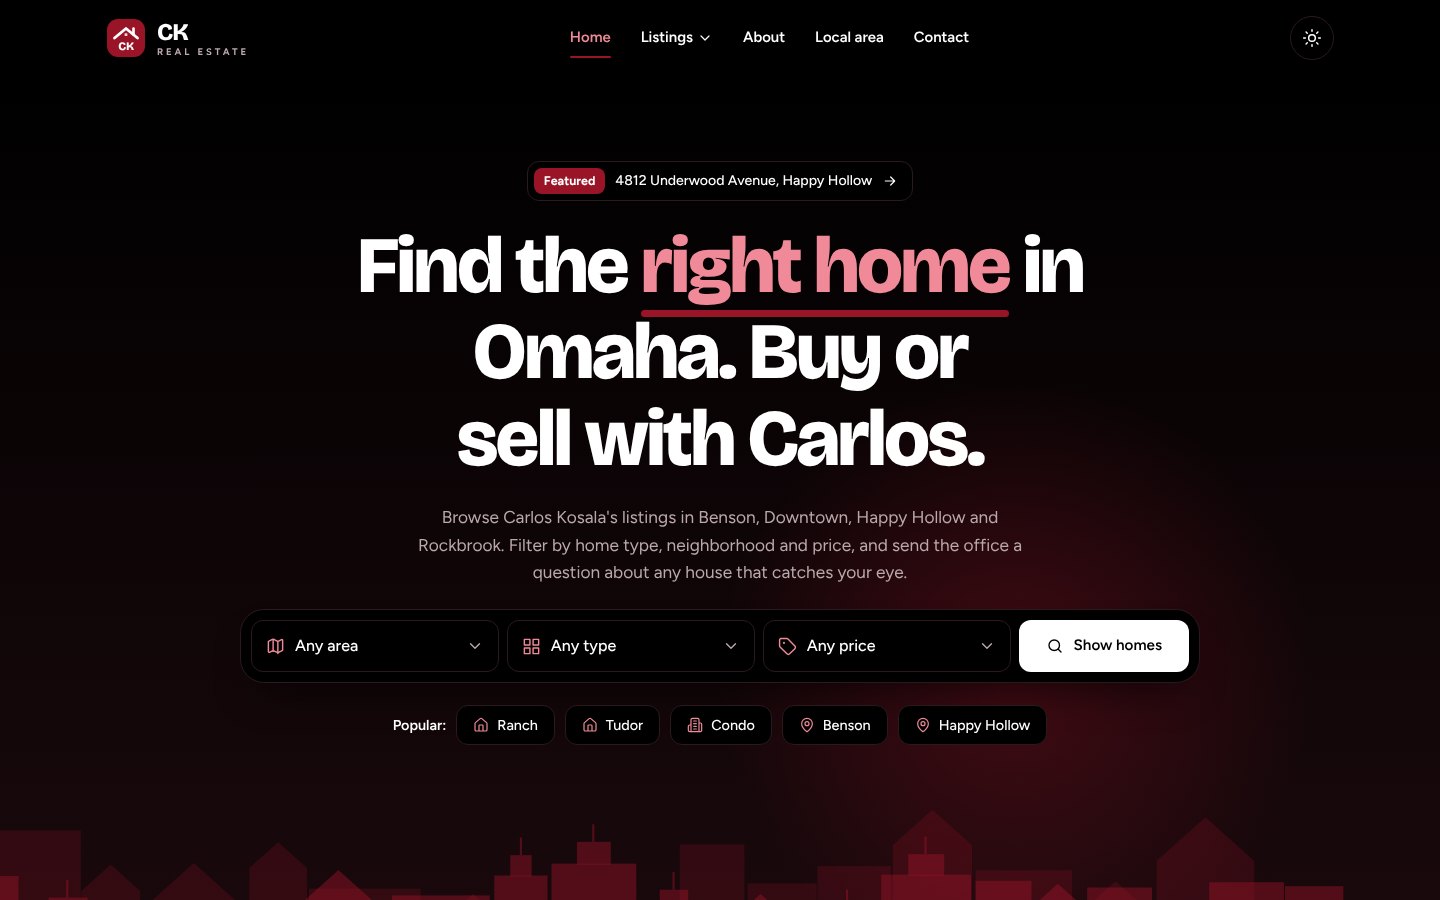 CK
CK
REAL ESTATE
Home
Listings
About
Local area
Contact
Featured
4812 Underwood Avenue, Happy Hollow
Find the right home in
Omaha. Buy or
sell with Carlos.
Browse Carlos Kosala's listings in Benson, Downtown, Happy Hollow and
Rockbrook. Filter by home type, neighborhood and price, and send the office a
question about any house that catches your eye.
Any area
Any type
Any price
Show homes
Popular:
Ranch
Tudor
Condo
Benson
Happy Hollow